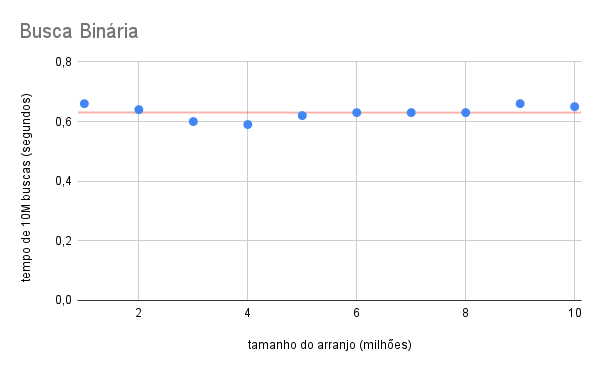 Busca Binária
tempo de 10M buscas (segundos)
0,8
0,6
0,4
0,2
0,0
2 4 6 8 10
tamanho do arranjo (milhões)